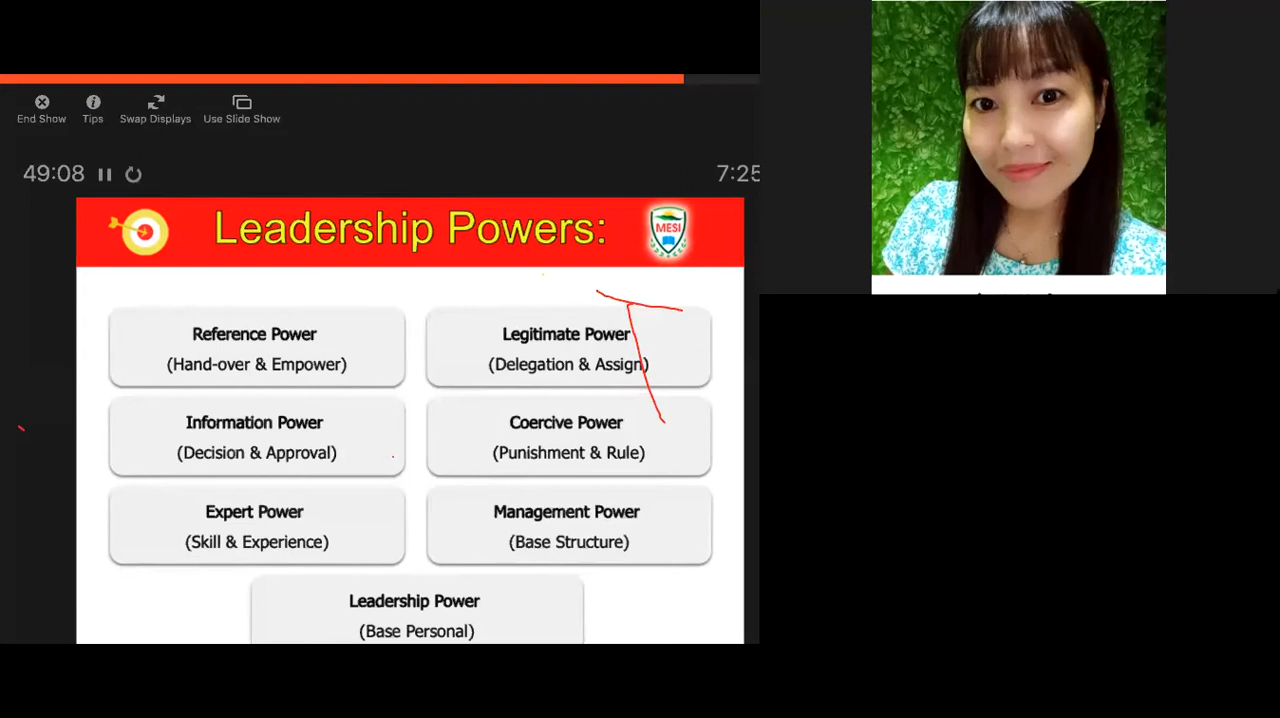 End Show
Tips
Swap Displays
Use Slide Show
49:08
7:25
Leadership Powers:
MESI
Reference Power
(Hand-over & Empower)
Legitimate Power
(Delegation & Assign)
Information Power
(Decision & Approval)
Coercive Power
(Punishment & Rule)
Expert Power
(Skill & Experience)
Management Power
(Base Structure)
Leadership Power
(Base Personal)